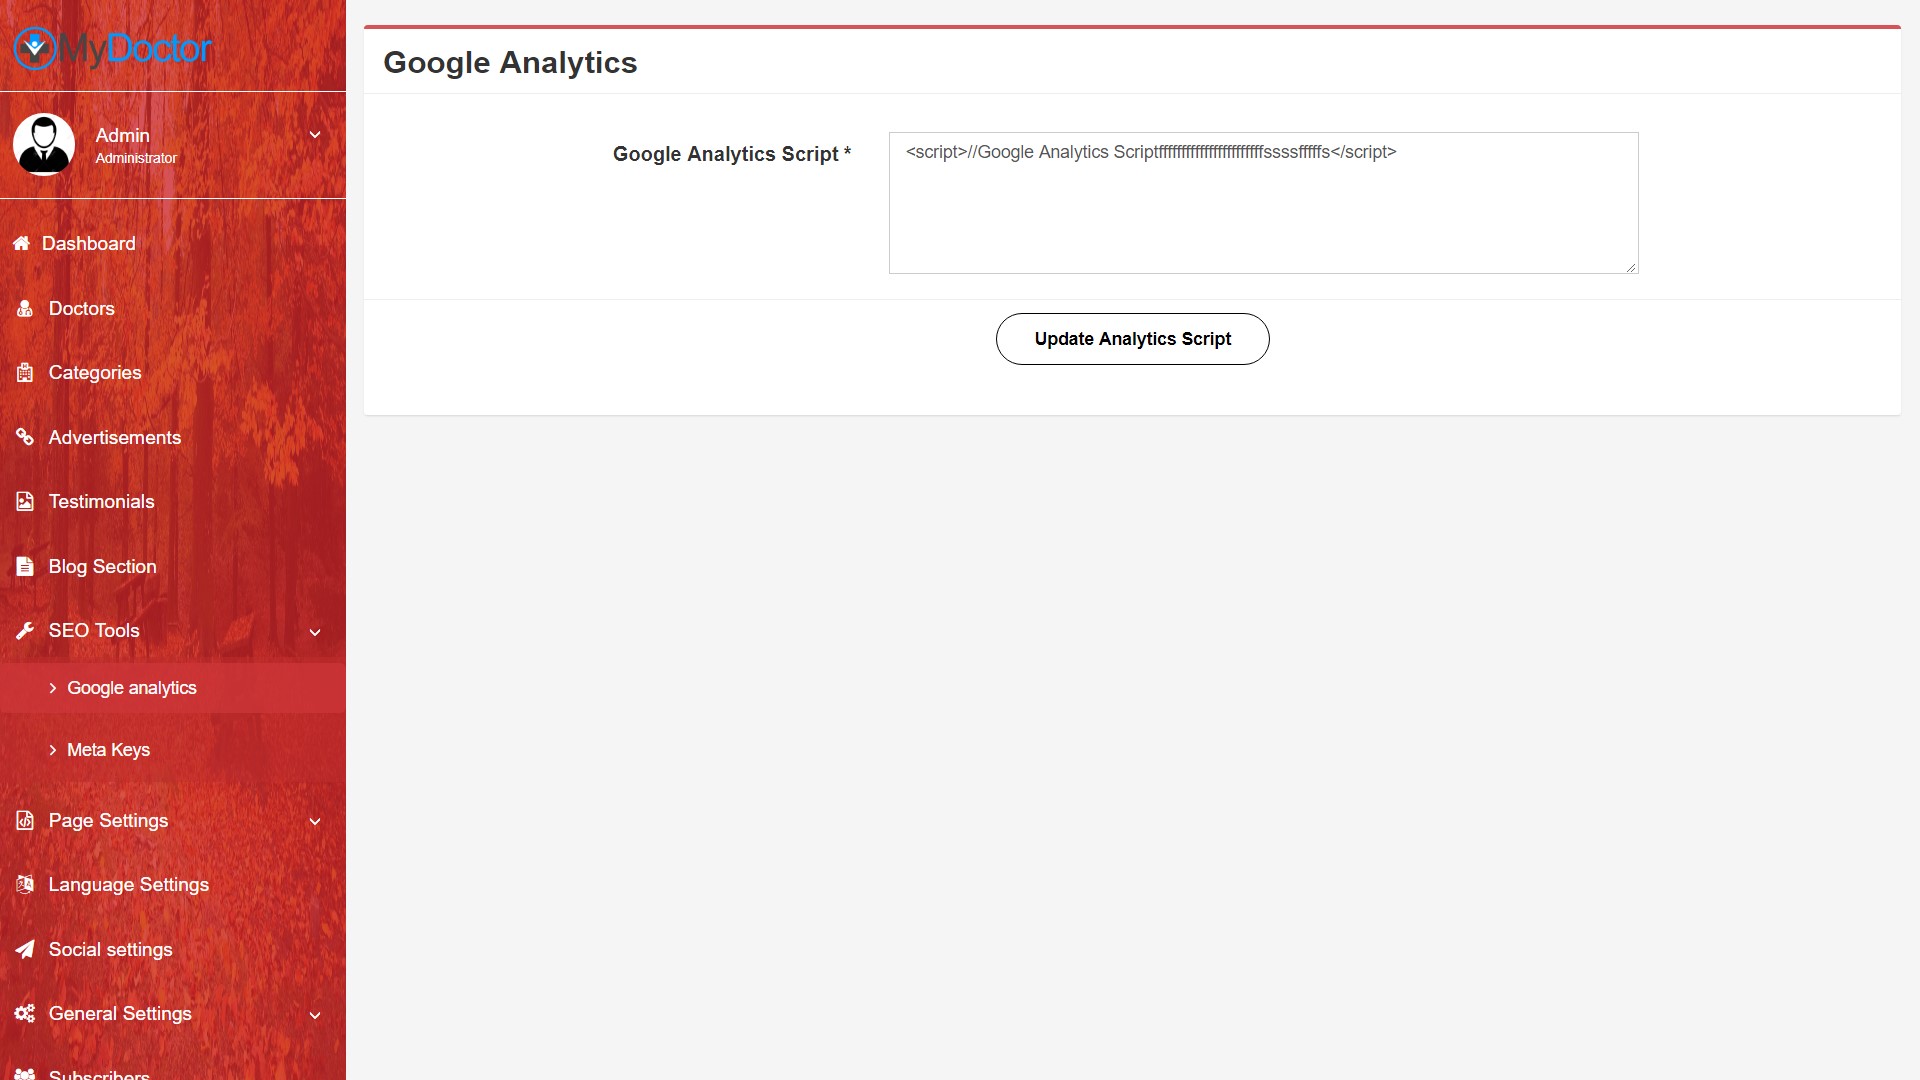 MyDoctor
Admin
Administrator
Dashboard
Doctors
Categories
Advertisements
Testimonials
Blog Section
SEO Tools
Google analytics
Meta Keys
Page Settings
Language Settings
Social settings
General Settings
Subscribers
Google Analytics
Google Analytics Script *
<script>//Google Analytics Scriptfffffffffffffffffffffffssssfffffs</script>
Update Analytics Script